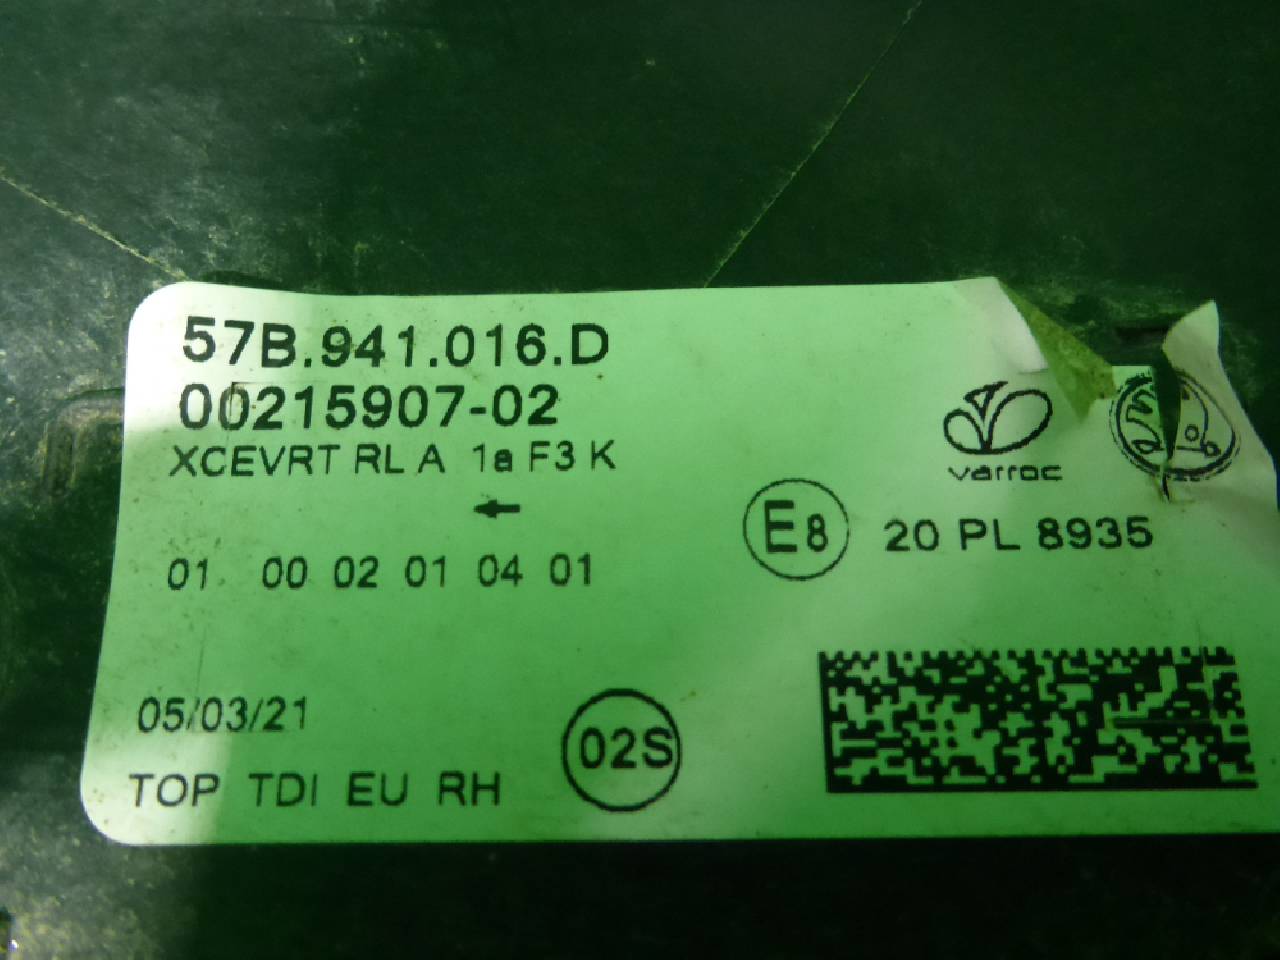 57B.941.016.D
00215907-02
XCEVRT RL A 1a F3 K
varroc
E8 20 PL 8935
01 00 02 01 04 01
05/03/21
02S
TOP TDI EU RH